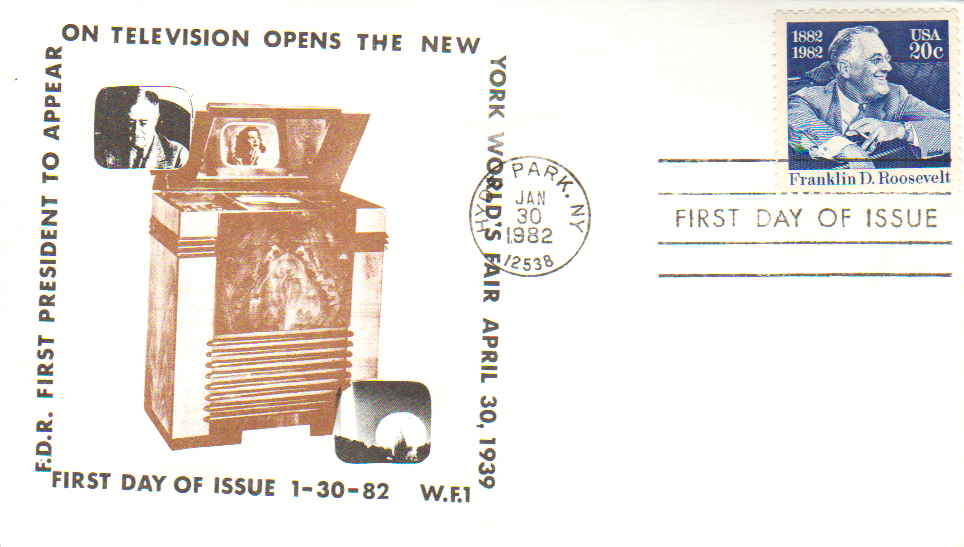 F.D.R. FIRST PRESIDENT TO APPEAR
ON TELEVISION OPENS THE NEW
YORK WORLD'S FAIR APRIL 30, 1939
FIRST DAY OF ISSUE 1-30-82 W.F.1
HYDE PARK, NY
JAN
30
1982
12538
1882
1982
USA
20c
Franklin D. Roosevelt
FIRST DAY OF ISSUE